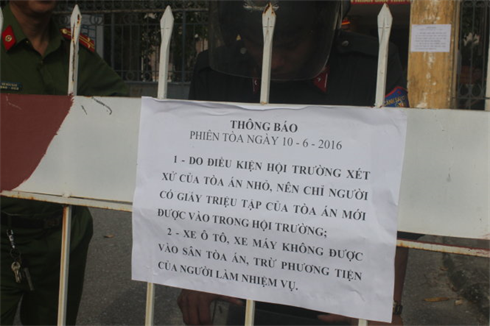 THÔNG BÁO
PHIÊN TÒA NGÀY 10 - 6 - 2016
1 - DO ĐIỀU KIỆN HỘI TRƯỜNG XÉT
XỬ CỦA TÒA ÁN NHỎ, NÊN CHỈ NGƯỜI
CÓ GIẤY TRIỆU TẬP CỦA TÒA ÁN MỚI
ĐƯỢC VÀO TRONG HỘI TRƯỜNG;
2 - XE Ô TÔ, XE MÁY KHÔNG ĐƯỢC
VÀO SÂN TÒA ÁN, TRỪ PHƯƠNG TIỆN
CỦA NGƯỜI LÀM NHIỆM VỤ.